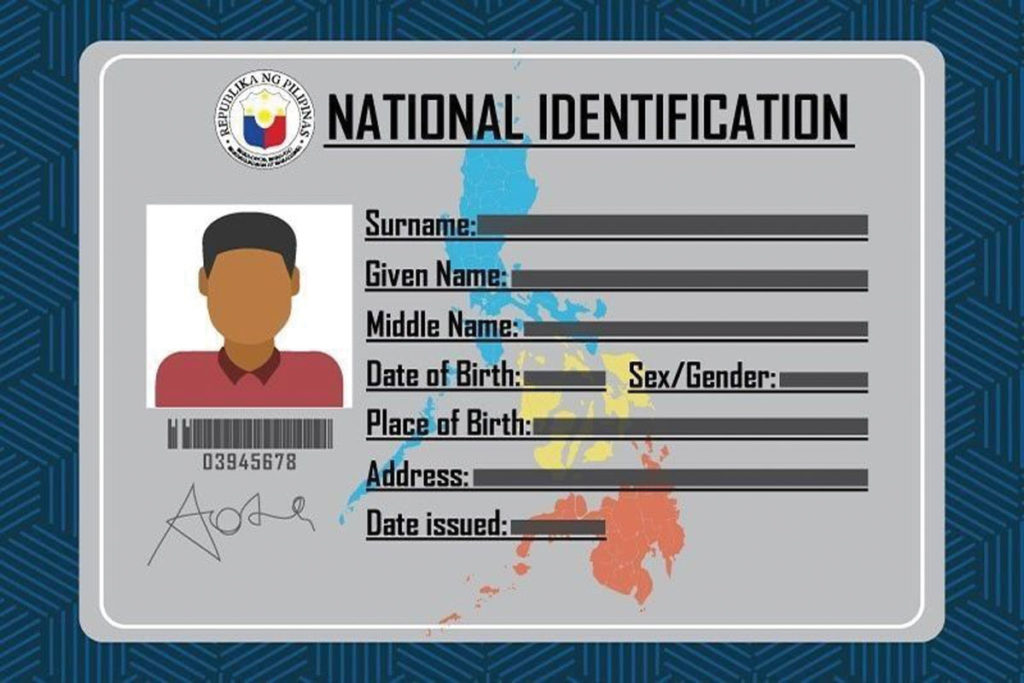 REPUBLIKA NG PILIPINAS
NATIONAL IDENTIFICATION
Surname:
Given Name:
Middle Name:
Date of Birth: Sex/Gender:
Place of Birth:
Address:
Date issued:
03945678